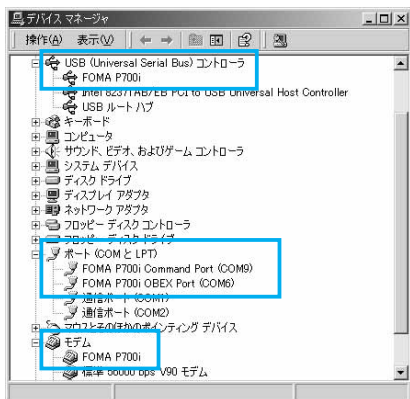 デバイス マネージャ
操作(A) 表示(V)
USB (Universal Serial Bus) コントローラ
FOMA P700i
Intel 82371AB/EB PCI to USB Universal Host Controller
USB ルート ハブ
キーボード
コンピュータ
サウンド、ビデオ、およびゲーム コントローラ
システム デバイス
ディスク ドライブ
ディスプレイ アダプタ
ネットワーク アダプタ
フロッピー ディスク コントローラ
フロッピー ディスク ドライブ
ポート (COM と LPT)
FOMA P700i Command Port (COM9)
FOMA P700i OBEX Port (COM6)
通信ポート (COM1)
通信ポート (COM2)
マウスとそのほかのポインティング デバイス
モデム
FOMA P700i
標準 56000 bps V90 モデム